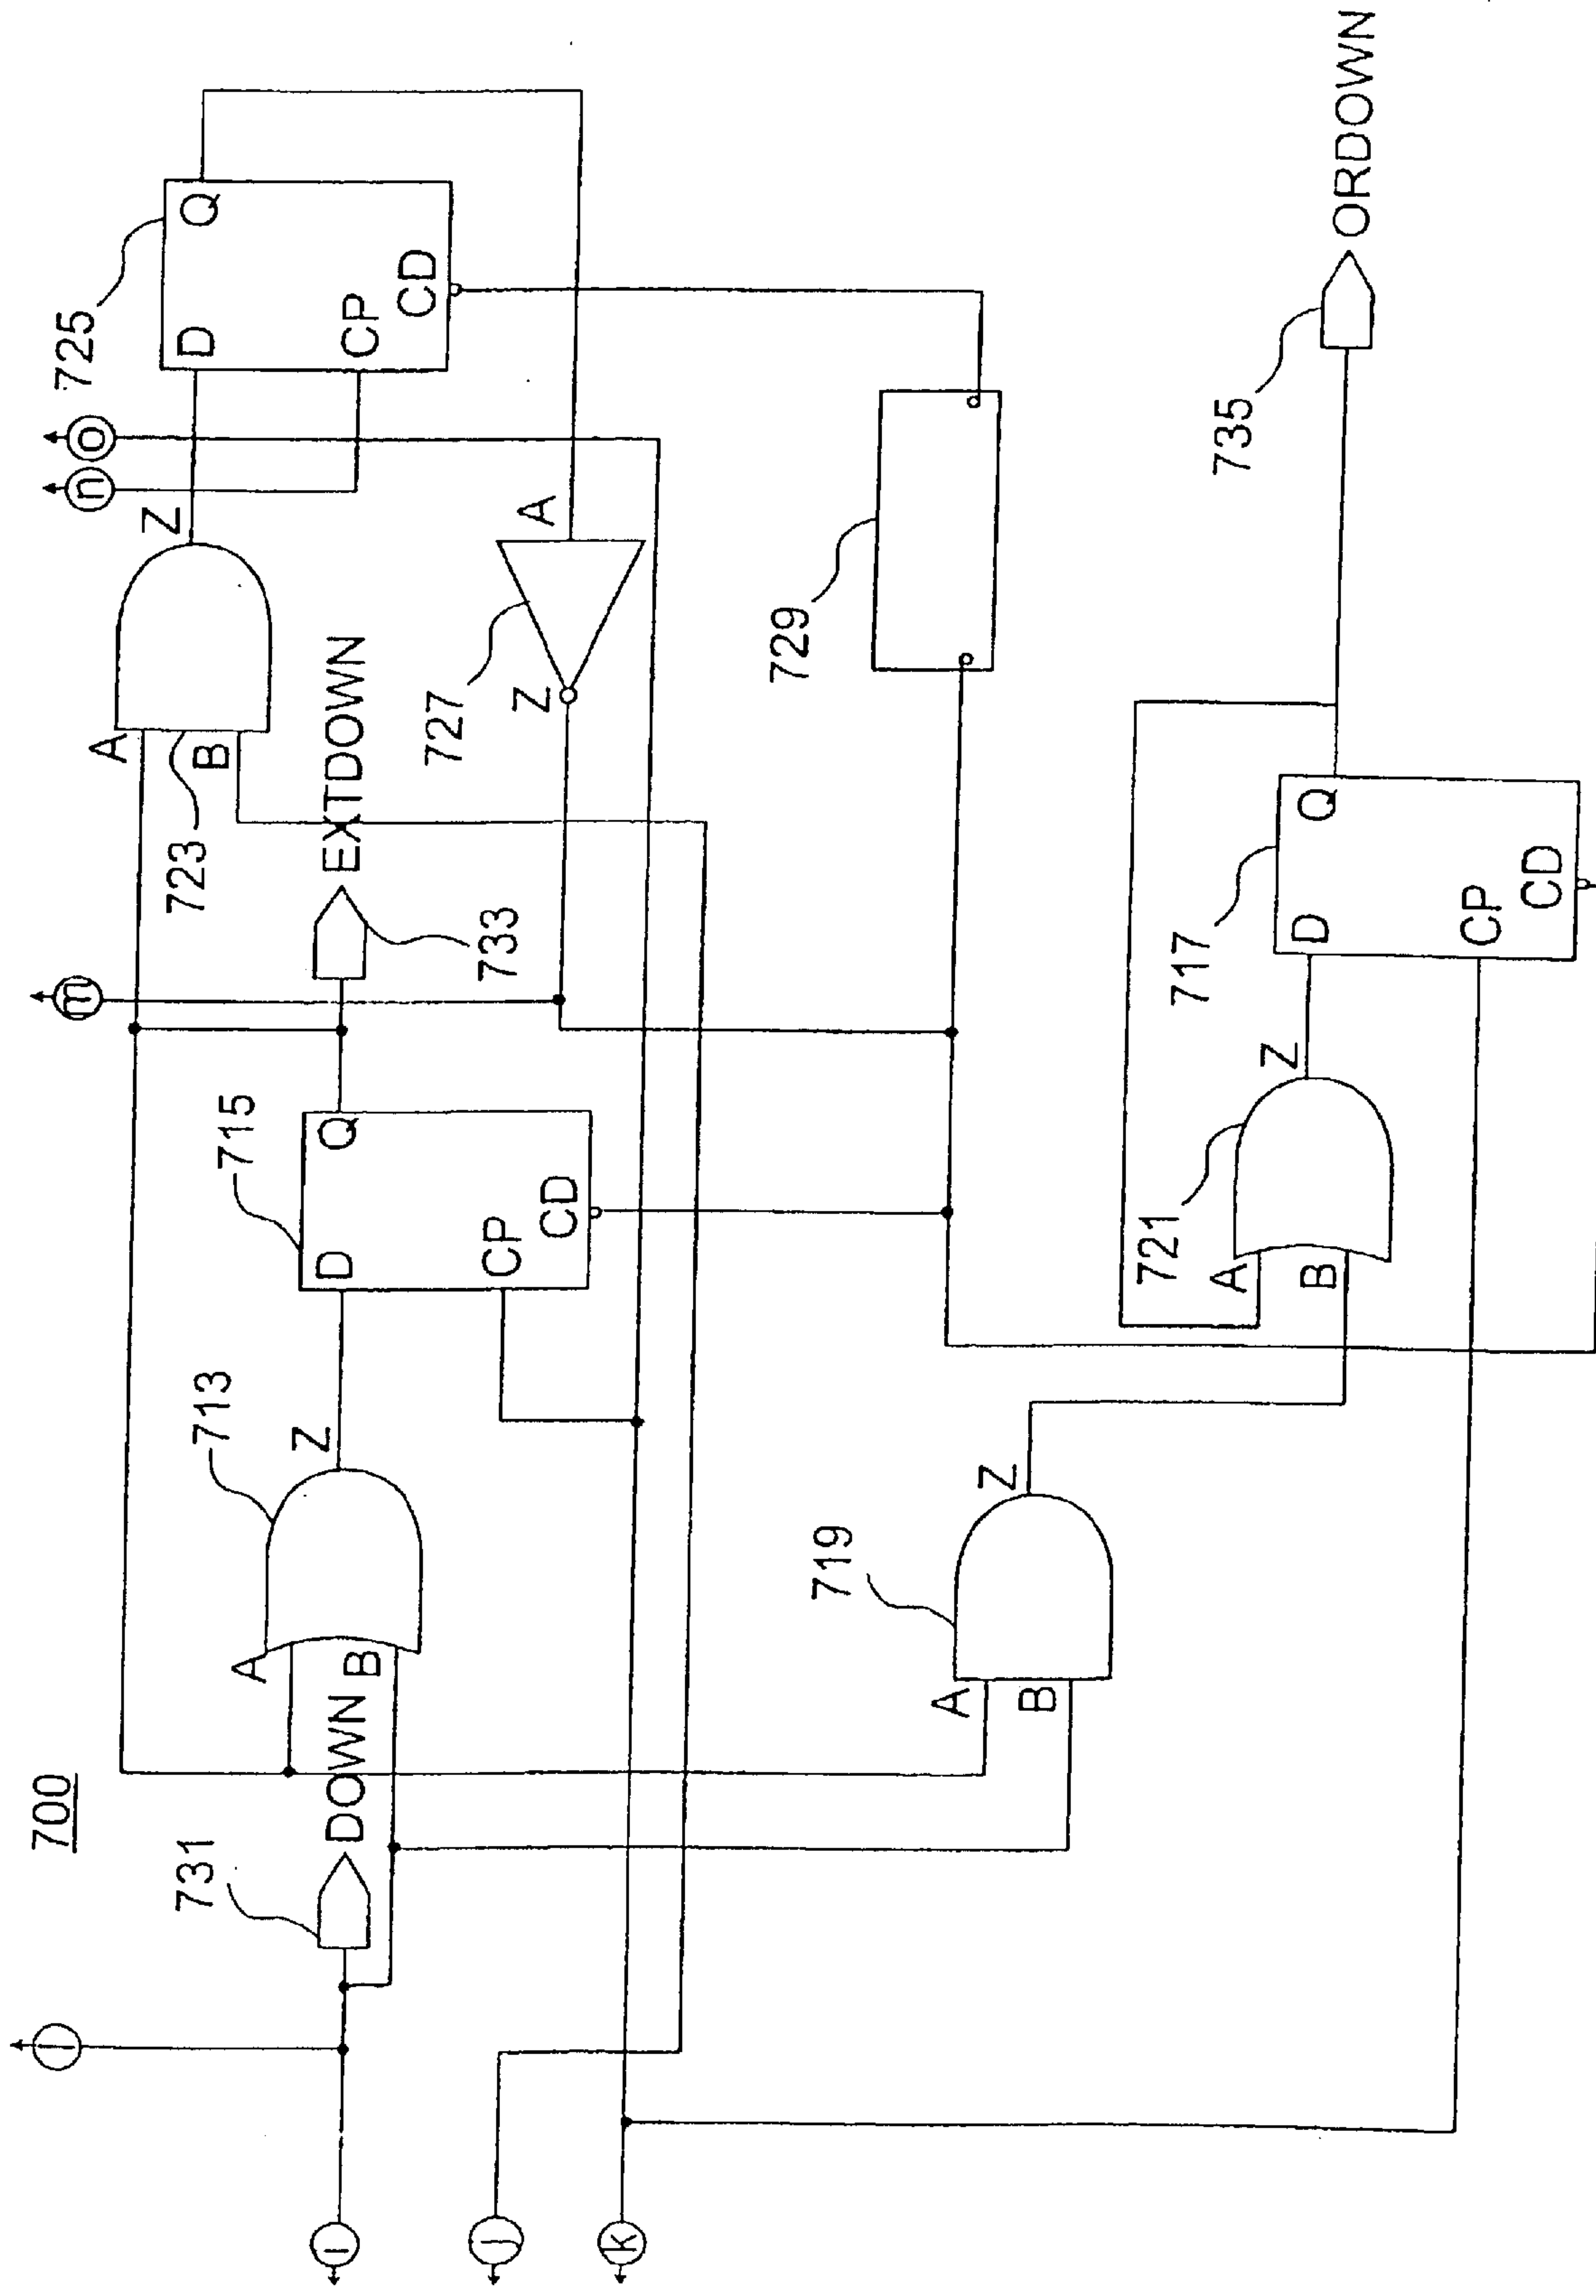 700
i
j
k
l
731
DOWN
A
B
713
Z
D
Q
CP
CD
715
m
EXTDOWN
733
A
B
723
Z
n
o
725
D
Q
CP
CD
A
Z
727
729
719
A
B
Z
721
A
B
Z
717
D
Q
CP
CD
735
ORDOWN